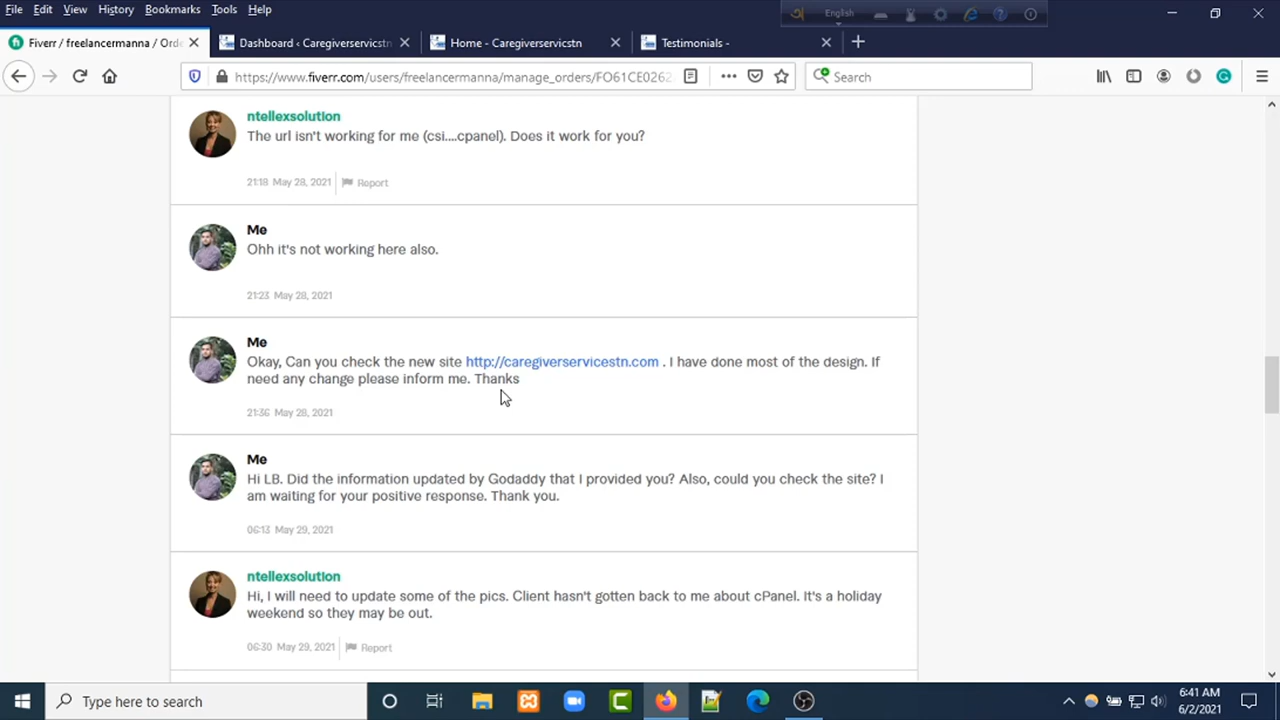 File Edit View History Bookmarks Tools Help
English
Fiverr / freelancermanna / Orde
Dashboard ‹ Caregiverservicstn
Home - Caregiverservicstn
Testimonials -
https://www.fiverr.com/users/freelancermanna/manage_orders/FO61CE0262
Search
ntellexsolution
The url isn't working for me (csi....cpanel). Does it work for you?
21:18 May 28, 2021 Report
Me
Ohh it's not working here also.
21:23 May 28, 2021
Me
Okay, Can you check the new site http://caregiverservicestn.com . I have done most of the design. If
need any change please inform me. Thanks
21:36 May 28, 2021
Me
Hi LB. Did the information updated by Godaddy that I provided you? Also, could you check the site? I
am waiting for your positive response. Thank you.
06:13 May 29, 2021
ntellexsolution
Hi, I will need to update some of the pics. Client hasn't gotten back to me about cPanel. It's a holiday
weekend so they may be out.
06:30 May 29, 2021 Report
Type here to search
6:41 AM
6/2/2021